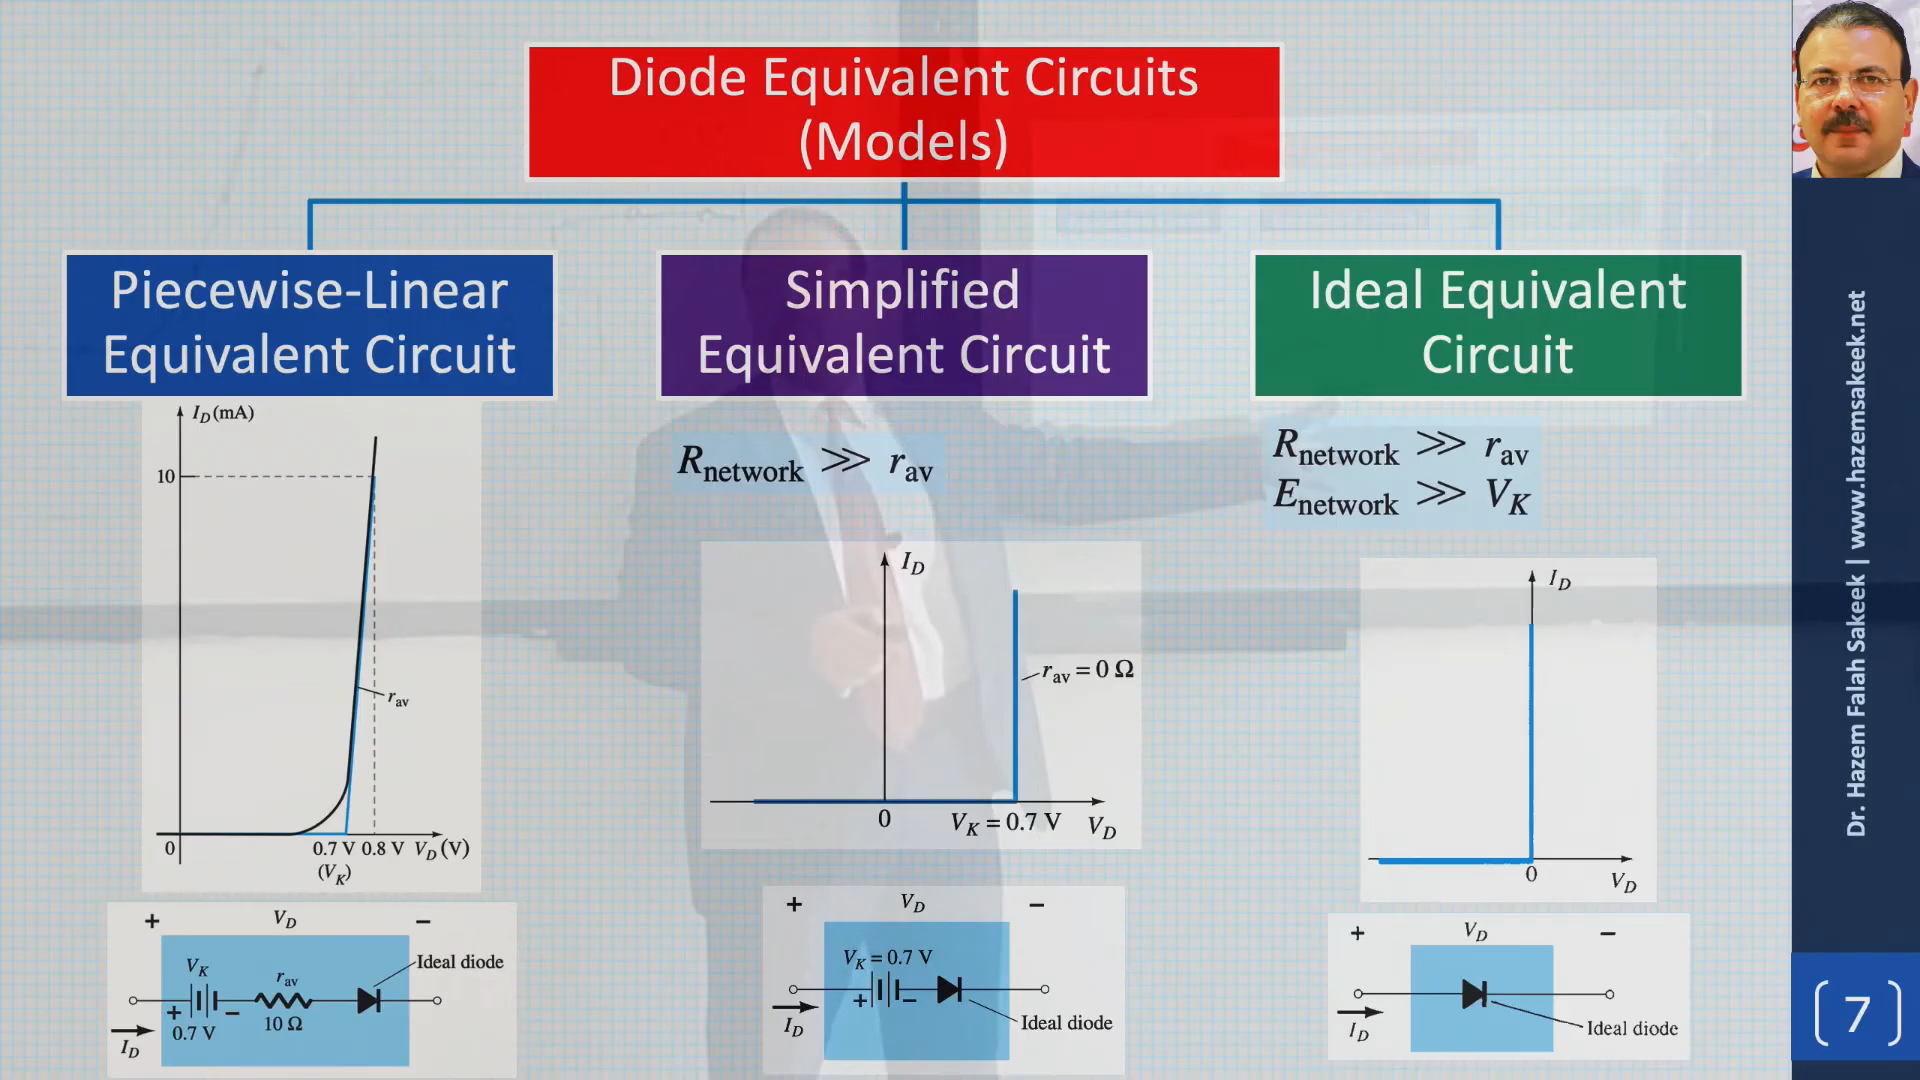 Diode Equivalent Circuits
(Models)
Piecewise-Linear
Equivalent Circuit
I_D (mA)
10
r_av
0
0.7 V 0.8 V V_D (V)
(V_K)
+ V_D −
V_K
r_av
Ideal diode
+ −
0.7 V
10 Ω
I_D
Simplified
Equivalent Circuit
R_network ≫ r_av
I_D
r_av = 0 Ω
0
V_K = 0.7 V
V_D
+ V_D −
V_K = 0.7 V
+ −
I_D
Ideal diode
Ideal Equivalent
Circuit
R_network ≫ r_av
E_network ≫ V_K
I_D
0
V_D
+ V_D −
I_D
Ideal diode
Dr. Hazem Falah Sakeek | www.hazemsakeek.net
[7]